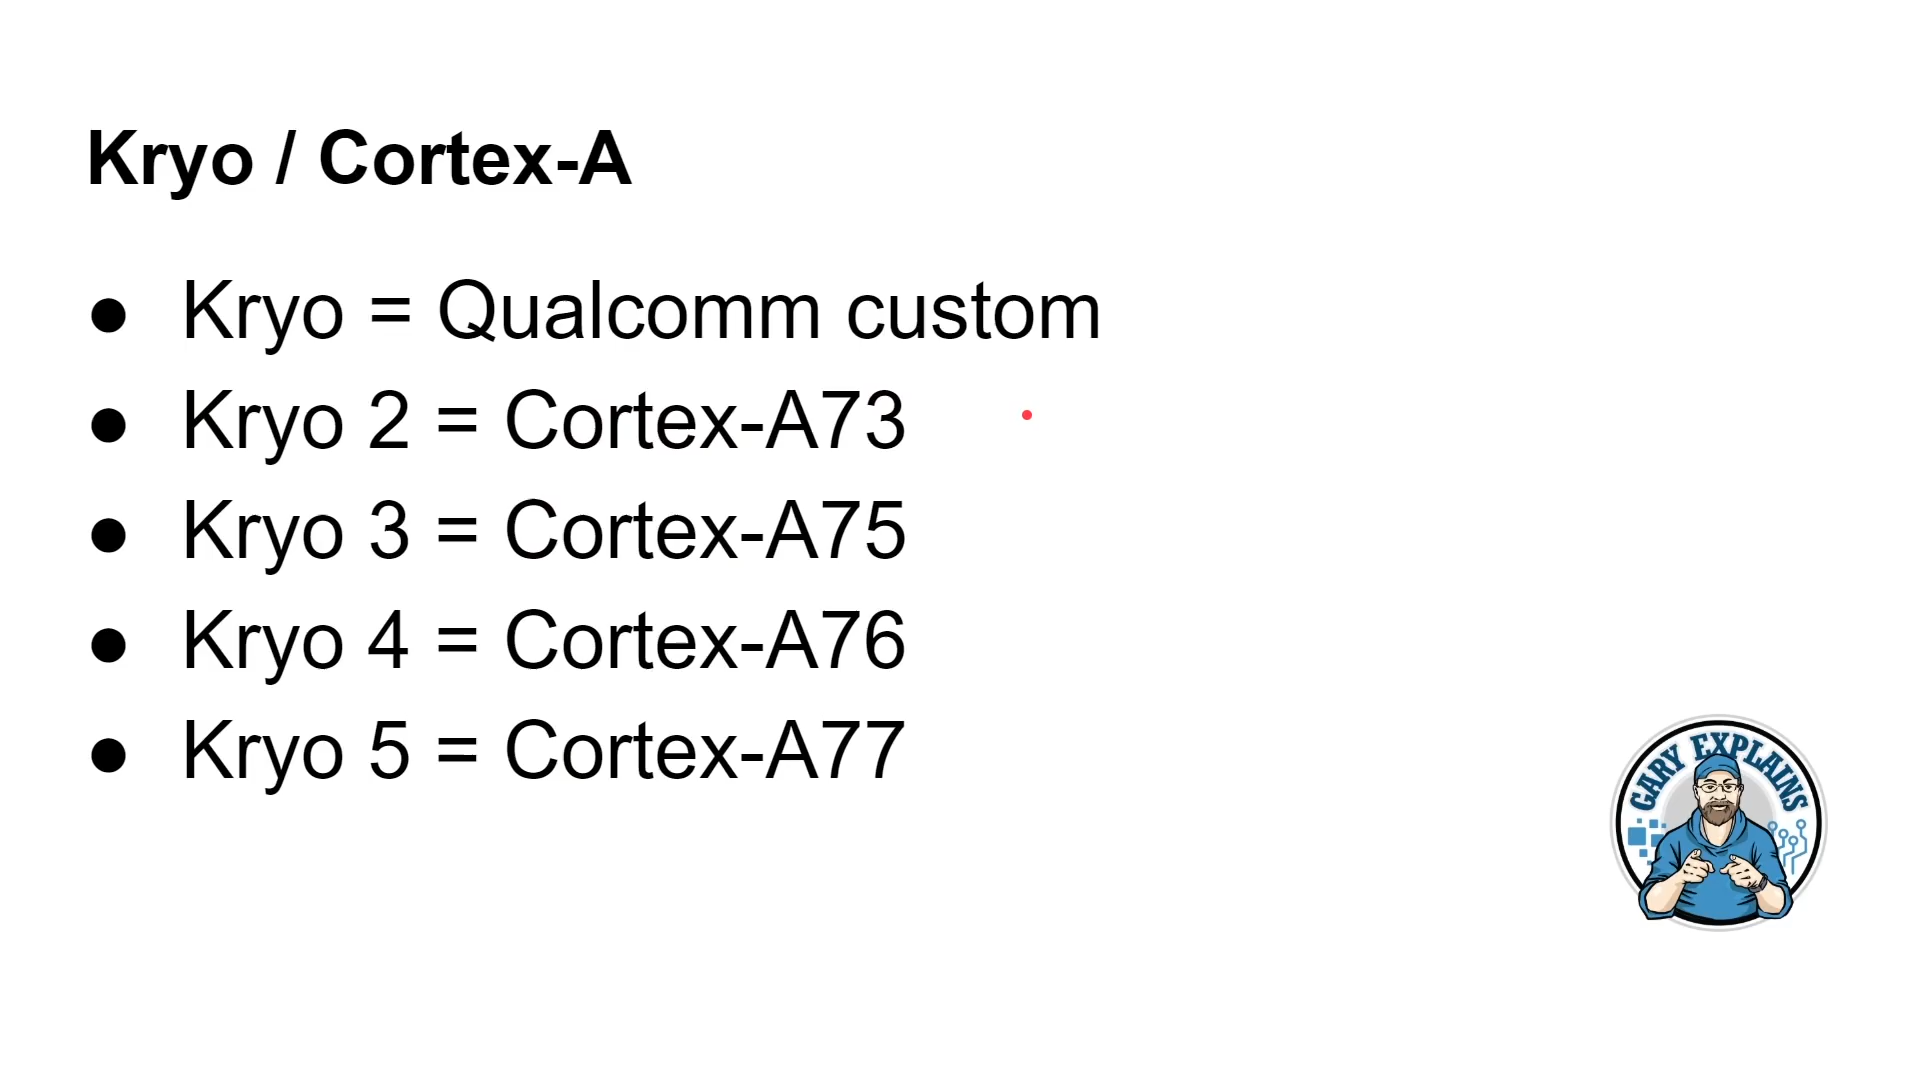 Kryo / Cortex-A
● Kryo = Qualcomm custom
● Kryo 2 = Cortex-A73
● Kryo 3 = Cortex-A75
● Kryo 4 = Cortex-A76
● Kryo 5 = Cortex-A77
GARY EXPLAINS